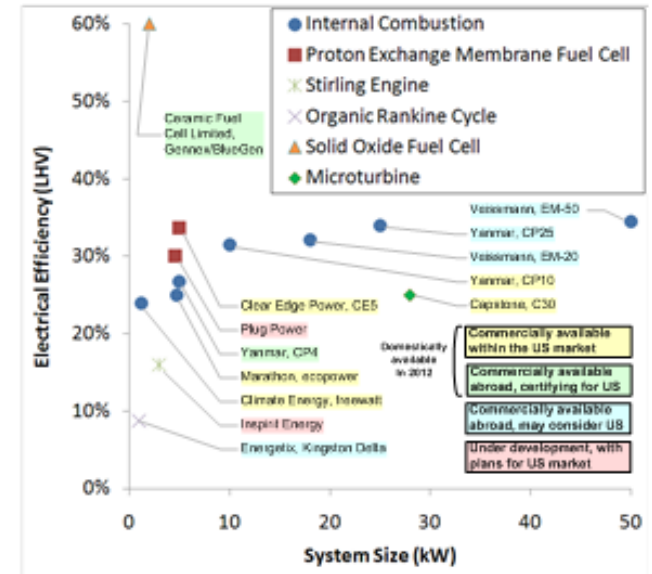 60%
50%
40%
30%
20%
10%
0%
Electrical Efficiency (LHV)
Internal Combustion
Proton Exchange Membrane Fuel Cell
Stirling Engine
Organic Rankine Cycle
Solid Oxide Fuel Cell
Microturbine
Ceramic Fuel
Cell Limited,
Gennex/BlueGen
Veissmann, EM-50
Yanmar, CP25
Veissmann, EM-20
Yanmar, CP10
Capstone, C30
Clear Edge Power, CE5
Plug Power
Yanmar, CP4
Marathon, ecopower
Climate Energy, freewatt
Inspirit Energy
Energetix, Kingston Delta
Domestically
available
in 2012
Commercially available
within the US market
Commercially available
abroad, certifying for US
Commercially available
abroad, may consider US
Under development, with
plans for US market
0
10
20
30
40
50
System Size (kW)